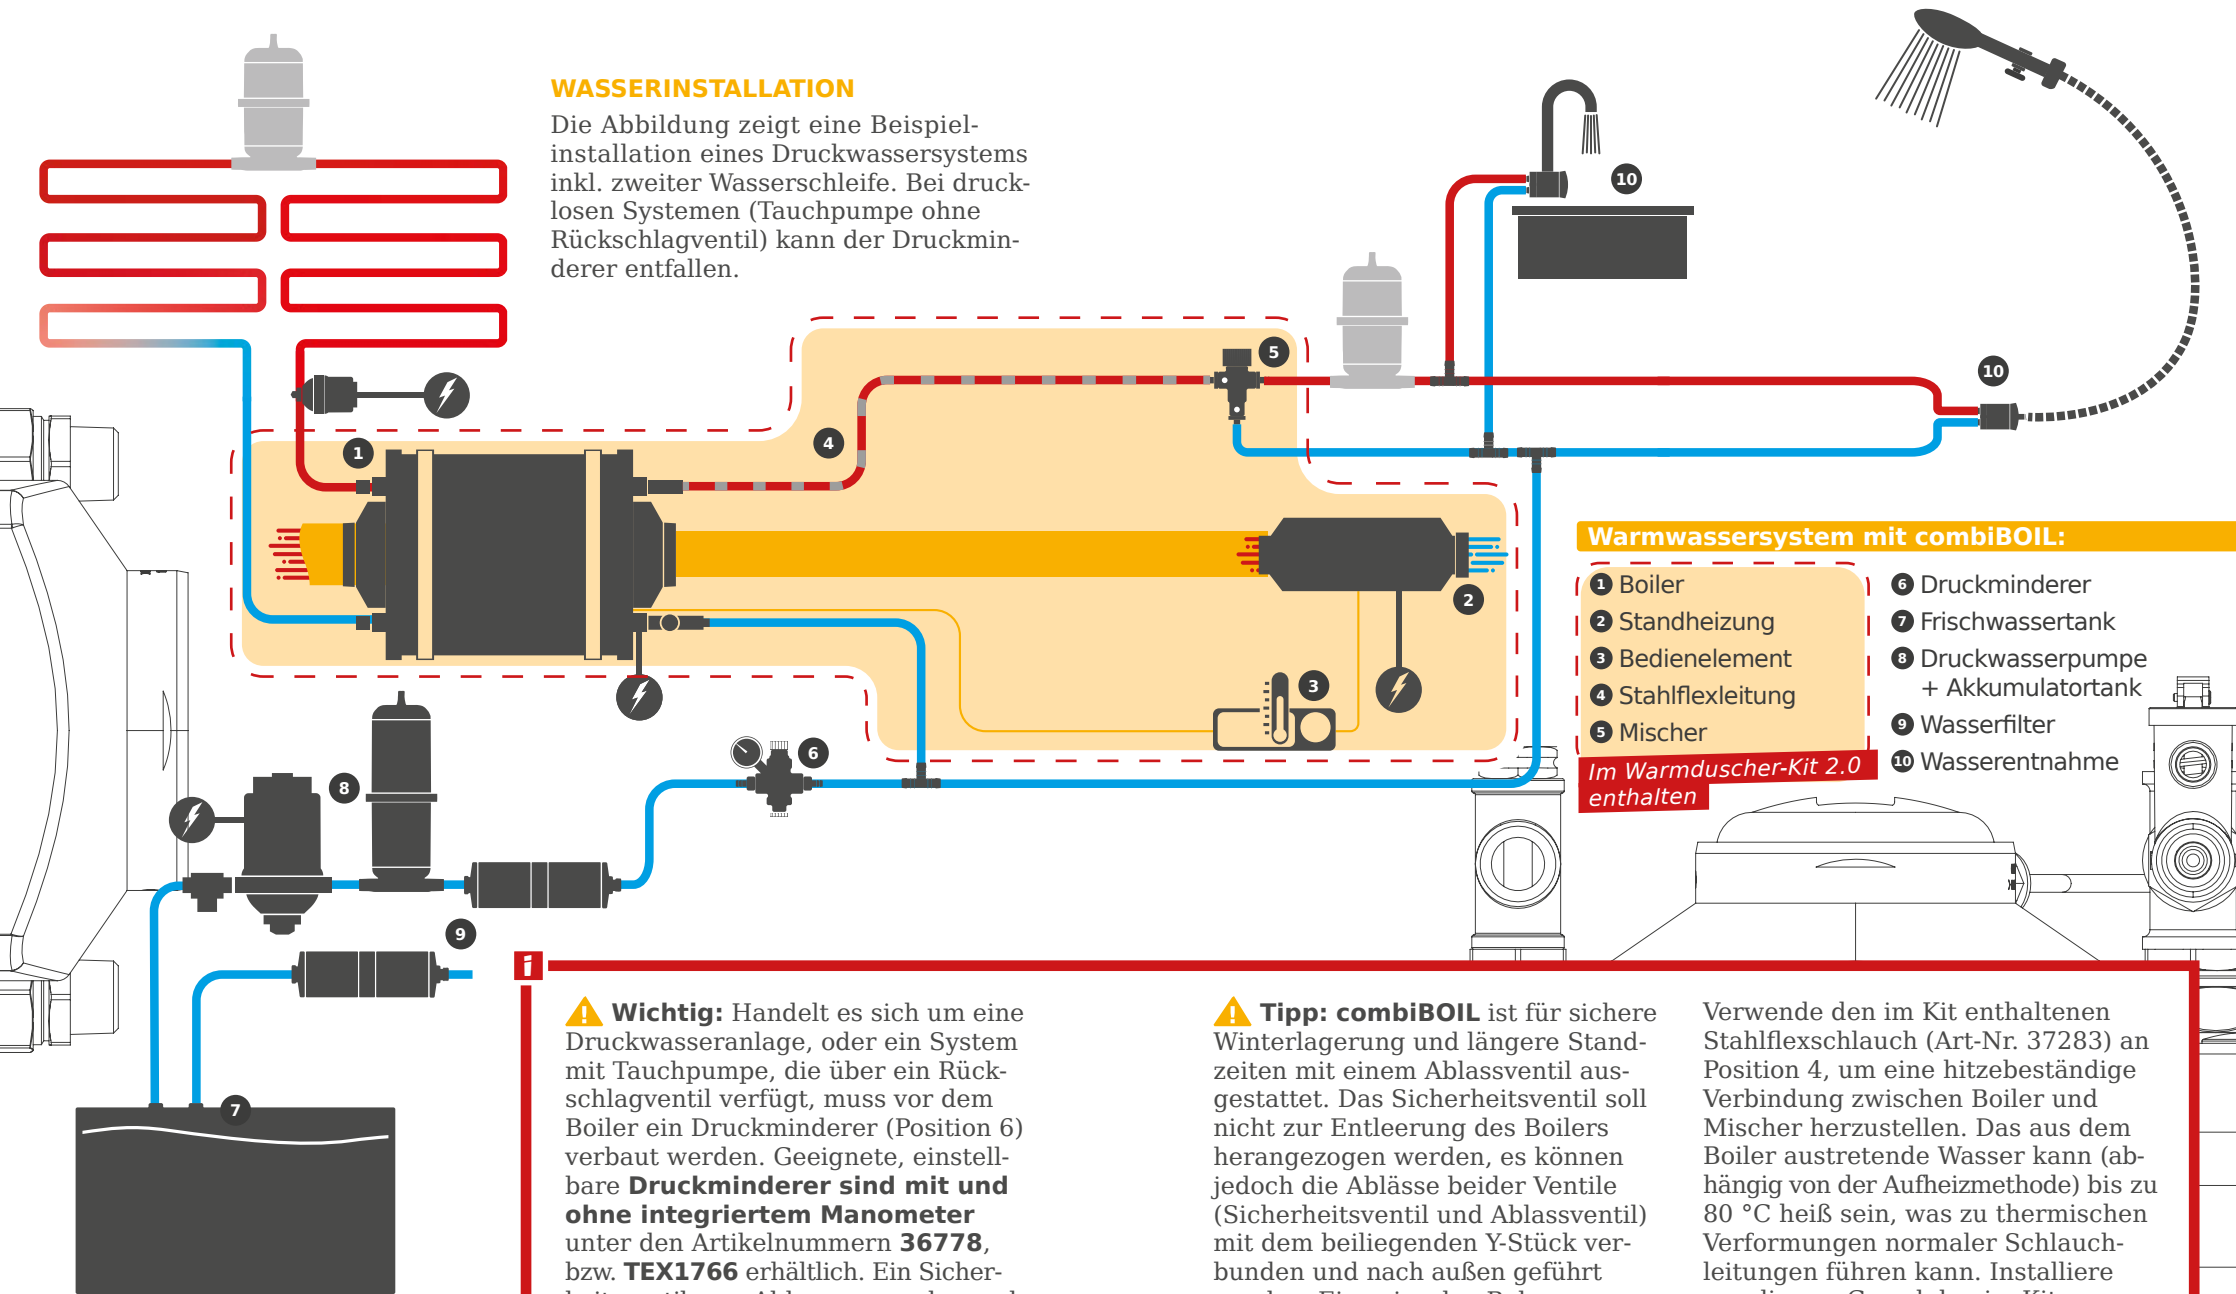 WASSERINSTALLATION
Die Abbildung zeigt eine Beispiel-
installation eines Druckwassersystems
inkl. zweiter Wasserschleife. Bei druck-
losen Systemen (Tauchpumpe ohne
Rückschlagventil) kann der Druckmin-
derer entfallen.
10
5
10
1
4
2
3
6
8
9
7
Warmwassersystem mit combiBOIL:
1 Boiler
2 Standheizung
3 Bedienelement
4 Stahlflexleitung
5 Mischer
Im Warmduscher-Kit 2.0
enthalten
6 Druckminderer
7 Frischwassertank
8 Druckwasserpumpe
+ Akkumulatortank
9 Wasserfilter
10 Wasserentnahme
Wichtig: Handelt es sich um eine
Druckwasseranlage, oder ein System
mit Tauchpumpe, die über ein Rück-
schlagventil verfügt, muss vor dem
Boiler ein Druckminderer (Position 6)
verbaut werden. Geeignete, einstell-
bare Druckminderer sind mit und
ohne integriertem Manometer
unter den Artikelnummern 36778,
bzw. TEX1766 erhältlich. Ein Sicher-
Tipp: combiBOIL ist für sichere
Winterlagerung und längere Stand-
zeiten mit einem Ablassventil aus-
gestattet. Das Sicherheitsventil soll
nicht zur Entleerung des Boilers
herangezogen werden, es können
jedoch die Ablässe beider Ventile
(Sicherheitsventil und Ablassventil)
mit dem beiliegenden Y-Stück ver-
bunden und nach außen geführt
Verwende den im Kit enthaltenen
Stahlflexschlauch (Art-Nr. 37283) an
Position 4, um eine hitzebeständige
Verbindung zwischen Boiler und
Mischer herzustellen. Das aus dem
Boiler austretende Wasser kann (ab-
hängig von der Aufheizmethode) bis zu
80 °C heiß sein, was zu thermischen
Verformungen normaler Schlauch-
leitungen führen kann. Installiere